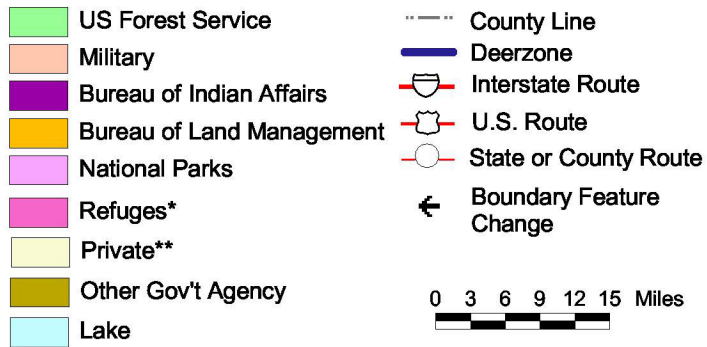 US Forest Service
Military
Bureau of Indian Affairs
Bureau of Land Management
National Parks
Refuges*
Private**
Other Gov't Agency
Lake
County Line
Deerzone
Interstate Route
U.S. Route
State or County Route
Boundary Feature
Change
0 3 6 9 12 15 Miles